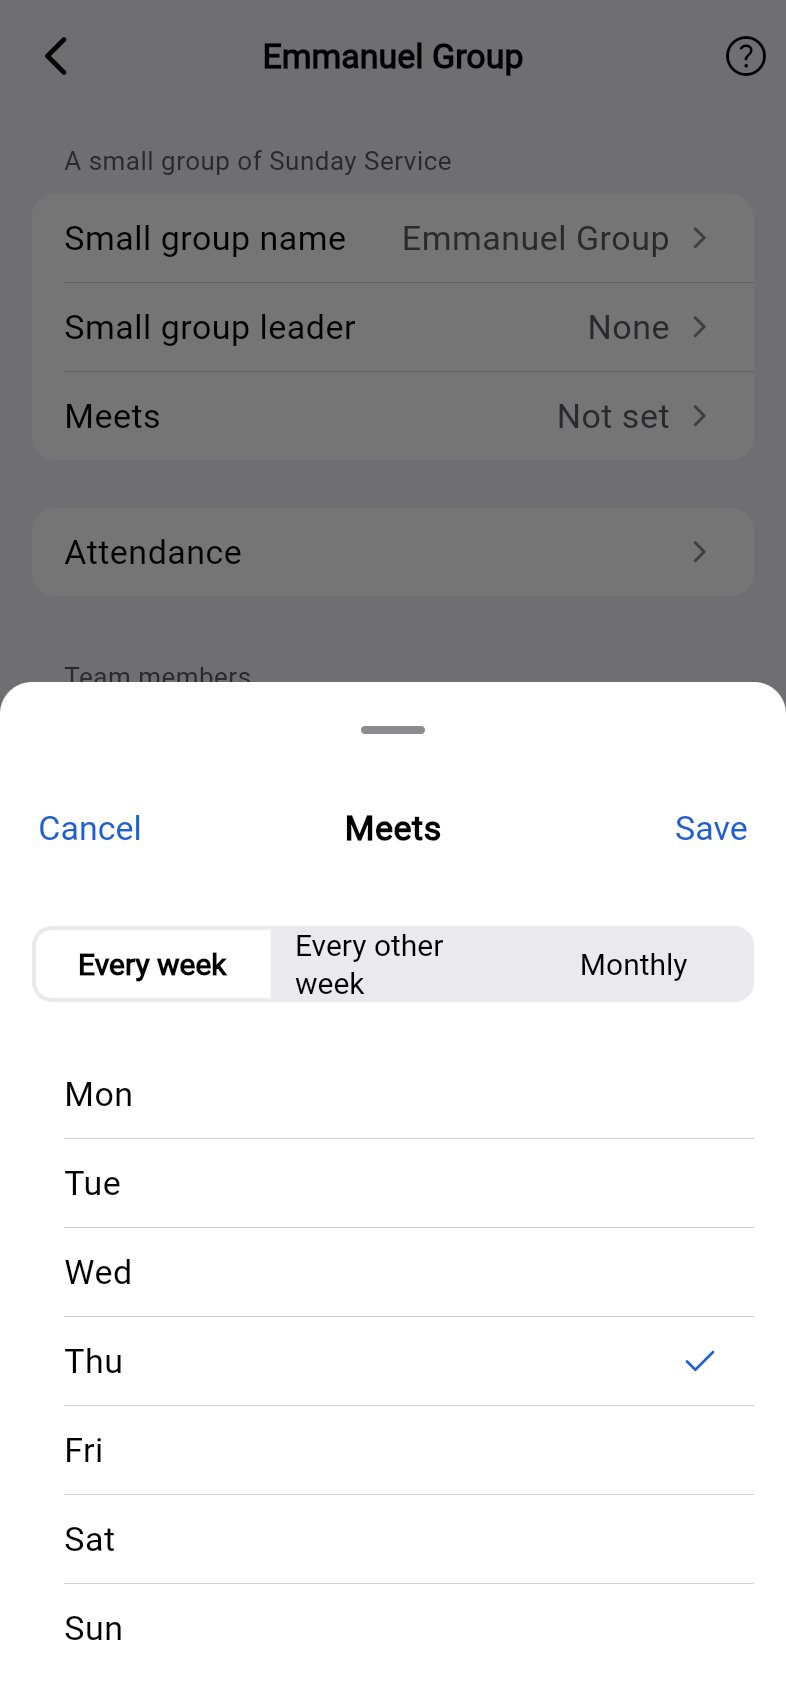 Emmanuel Group
A small group of Sunday Service
Small group name Emmanuel Group
Small group leader None
Meets Not set
Attendance
Team members
Cancel Meets Save
Every week Every other week Monthly
Mon
Tue
Wed
Thu
Fri
Sat
Sun